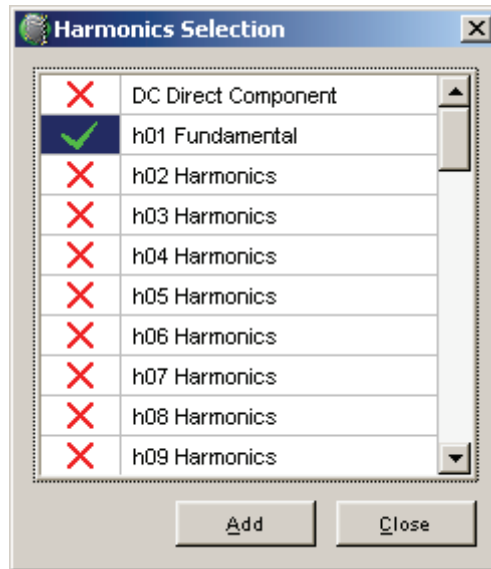 Harmonics Selection
DC Direct Component
h01 Fundamental
h02 Harmonics
h03 Harmonics
h04 Harmonics
h05 Harmonics
h06 Harmonics
h07 Harmonics
h08 Harmonics
h09 Harmonics
Add Close